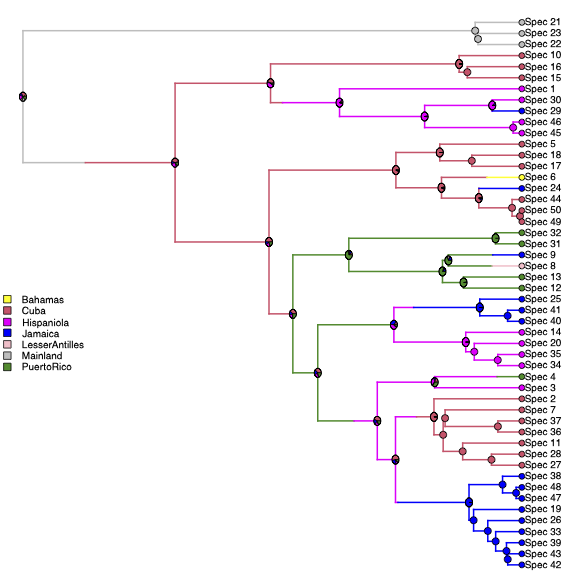 Spec 21
Spec 23
Spec 22
Spec 10
Spec 16
Spec 15
Spec 1
Spec 30
Spec 29
Spec 46
Spec 45
Spec 5
Spec 18
Spec 17
Spec 6
Spec 24
Spec 44
Spec 50
Spec 49
Spec 32
Spec 31
Spec 9
Spec 8
Spec 13
Spec 12
Spec 25
Spec 41
Spec 40
Spec 14
Spec 20
Spec 35
Spec 34
Spec 4
Spec 3
Spec 2
Spec 7
Spec 37
Spec 36
Spec 11
Spec 28
Spec 27
Spec 38
Spec 48
Spec 47
Spec 19
Spec 26
Spec 33
Spec 39
Spec 43
Spec 42
Bahamas
Cuba
Hispaniola
Jamaica
LesserAntilles
Mainland
PuertoRico